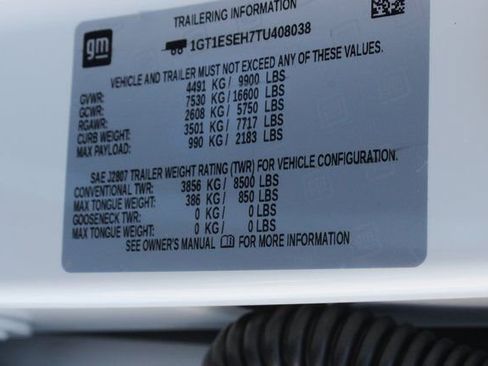 TRAILERING INFORMATION
gm
1GT1ESEH7TU408038
VEHICLE AND TRAILER MUST NOT EXCEED ANY OF THESE VALUES.
GVWR: 4491 KG/ 9900 LBS
GCWR: 7530 KG/16600 LBS
RGAWR: 2608 KG/ 5750 LBS
CURB WEIGHT: 3501 KG/ 7717 LBS
MAX PAYLOAD: 990 KG/ 2183 LBS
SAE J2807 TRAILER WEIGHT RATING (TWR) FOR VEHICLE CONFIGURATION.
CONVENTIONAL TWR: 3856 KG/ 8500 LBS
MAX TONGUE WEIGHT: 386 KG/ 850 LBS
GOOSENECK TWR: 0 KG/ 0 LBS
MAX TONGUE WEIGHT: 0 KG/ 0 LBS
SEE OWNER'S MANUAL FOR MORE INFORMATION